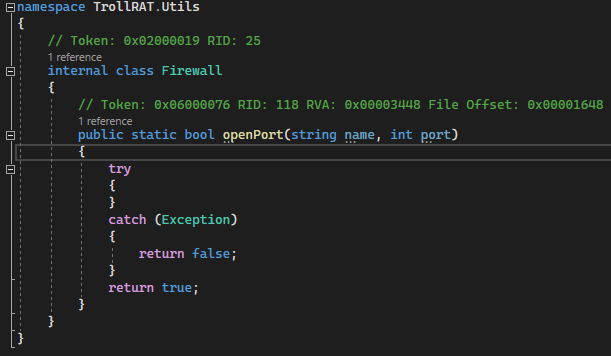 namespace TrollRAT.Utils
{
// Token: 0x02000019 RID: 25
1 reference
internal class Firewall
{
// Token: 0x06000076 RID: 118 RVA: 0x00003448 File Offset: 0x00001648
1 reference
public static bool openPort(string name, int port)
{
try
{
}
catch (Exception)
{
return false;
}
return true;
}
}
}